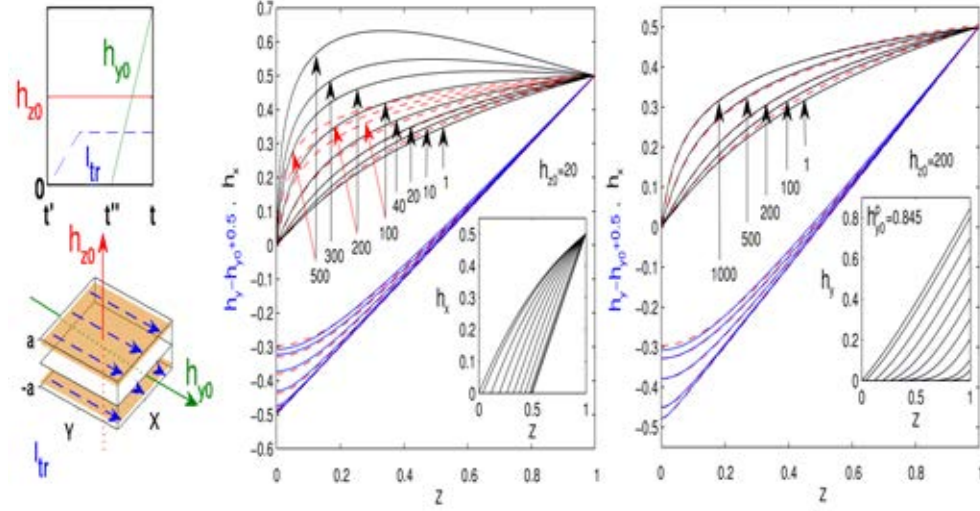 h_y0
h_z0
I_tr
0
t' t" t
h_z0
a
-a
h_y0
Y X
I_tr
h_y-h_y0+0.5 , h_x
0.7
0.6
0.5
0.4
0.3
0.2
0.1
0
-0.1
-0.2
-0.3
-0.4
-0.5
-0.6
0 0.2 0.4 0.6 0.8 1
Z
500
300
200
100
40
20
10
1
h_z0=20
h_x
0.5
0.4
0.3
0.2
0.1
0
0 0.5 1
Z
h_y-h_y0+0.5 , h_x
0.5
0.4
0.3
0.2
0.1
0
-0.1
-0.2
-0.3
-0.4
-0.5
0 0.2 0.4 0.6 0.8 1
Z
1000
500
200
100
1
h_z0=200
h^p_y0=0.845
h_y
0.8
0.6
0.4
0.2
0
0 0.5 1
Z